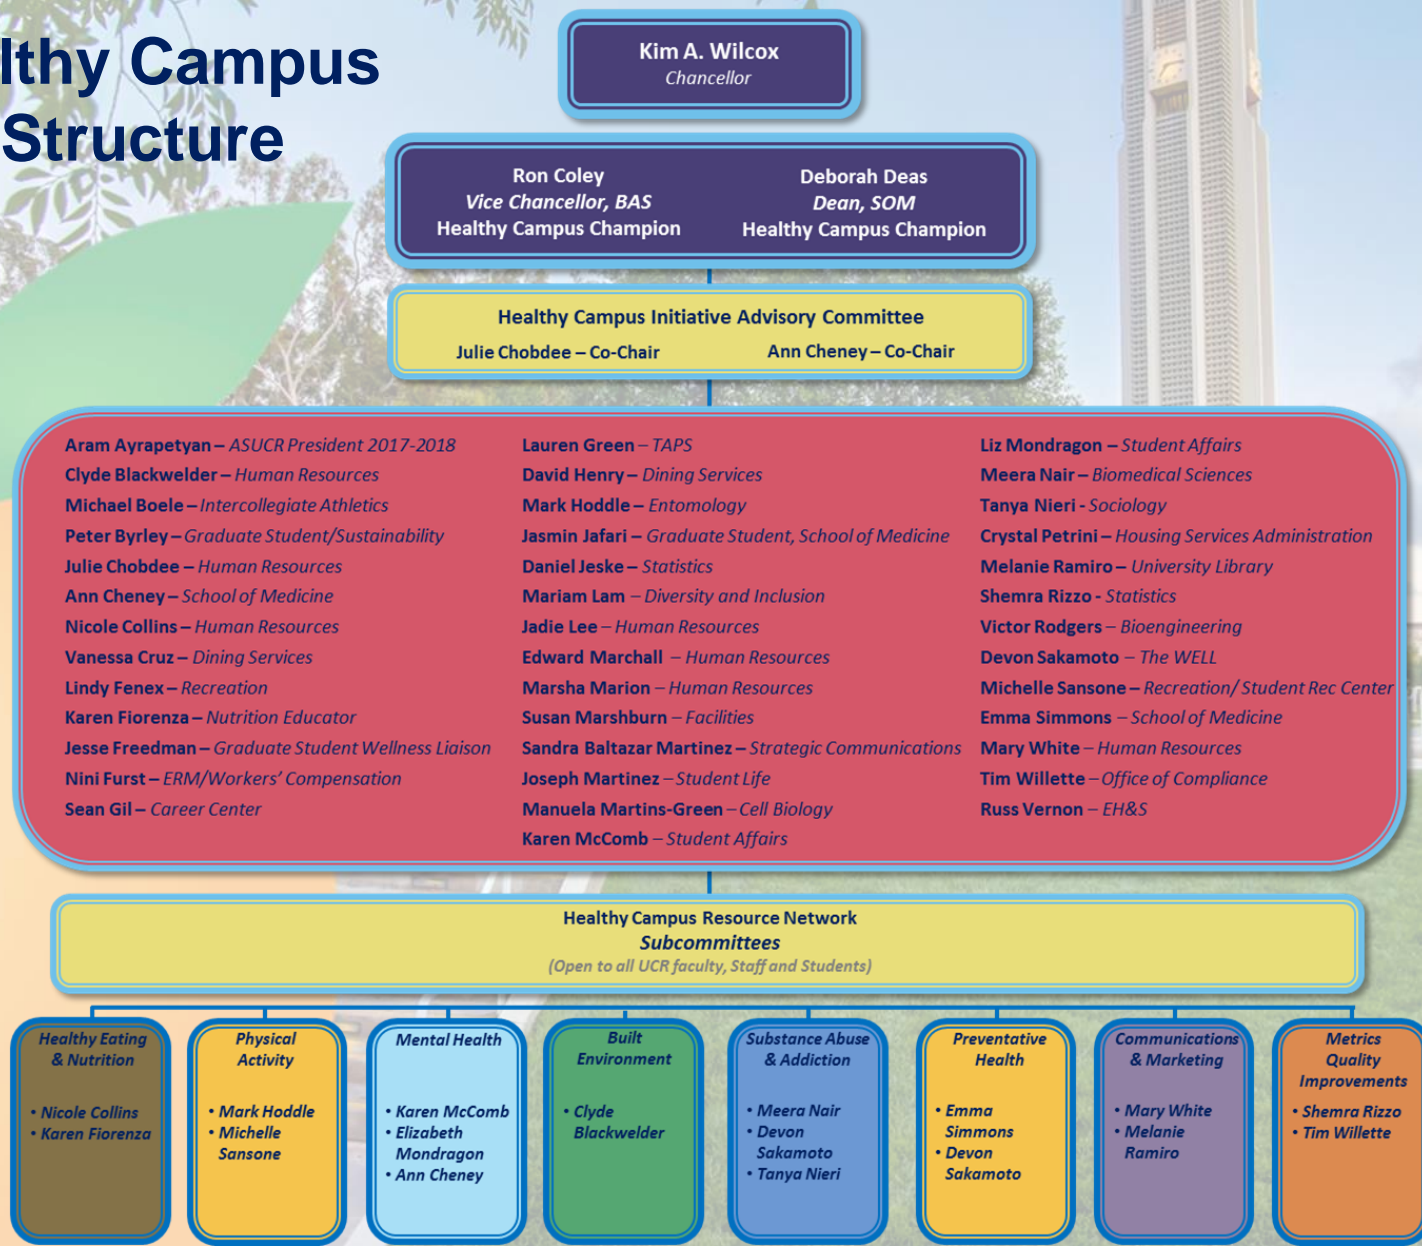 lthy Campus
Structure
Kim A. Wilcox
Chancellor
Ron Coley
Vice Chancellor, BAS
Healthy Campus Champion
Deborah Deas
Dean, SOM
Healthy Campus Champion
Healthy Campus Initiative Advisory Committee
Julie Chobdee – Co-Chair
Ann Cheney – Co-Chair
Aram Ayrapetyan – ASUCR President 2017-2018
Clyde Blackwelder – Human Resources
Michael Boele – Intercollegiate Athletics
Peter Byrley – Graduate Student/Sustainability
Julie Chobdee – Human Resources
Ann Cheney – School of Medicine
Nicole Collins – Human Resources
Vanessa Cruz – Dining Services
Lindy Fenex – Recreation
Karen Fiorenza – Nutrition Educator
Jesse Freedman – Graduate Student Wellness Liaison
Nini Furst – ERM/Workers’ Compensation
Sean Gil – Career Center
Lauren Green – TAPS
David Henry – Dining Services
Mark Hoddle – Entomology
Jasmin Jafari – Graduate Student, School of Medicine
Daniel Jeske – Statistics
Mariam Lam – Diversity and Inclusion
Jadie Lee – Human Resources
Edward Marchall – Human Resources
Marsha Marion – Human Resources
Susan Marshburn – Facilities
Sandra Baltazar Martinez – Strategic Communications
Joseph Martinez – Student Life
Manuela Martins-Green – Cell Biology
Karen McComb – Student Affairs
Liz Mondragon – Student Affairs
Meera Nair – Biomedical Sciences
Tanya Nieri - Sociology
Crystal Petrini – Housing Services Administration
Melanie Ramiro – University Library
Shemra Rizzo - Statistics
Victor Rodgers – Bioengineering
Devon Sakamoto – The WELL
Michelle Sansone – Recreation/ Student Rec Center
Emma Simmons – School of Medicine
Mary White – Human Resources
Tim Willette – Office of Compliance
Russ Vernon – EH&S
Healthy Campus Resource Network
Subcommittees
(Open to all UCR faculty, Staff and Students)
Healthy Eating
& Nutrition
• Nicole Collins
• Karen Fiorenza
Physical
Activity
• Mark Hoddle
• Michelle
Sansone
Mental Health
• Karen McComb
• Elizabeth
Mondragon
• Ann Cheney
Built
Environment
• Clyde
Blackwelder
Substance Abuse
& Addiction
• Meera Nair
• Devon
Sakamoto
• Tanya Nieri
Preventative
Health
• Emma
Simmons
• Devon
Sakamoto
Communications
& Marketing
• Mary White
• Melanie
Ramiro
Metrics
Quality
Improvements
• Shemra Rizzo
• Tim Willette